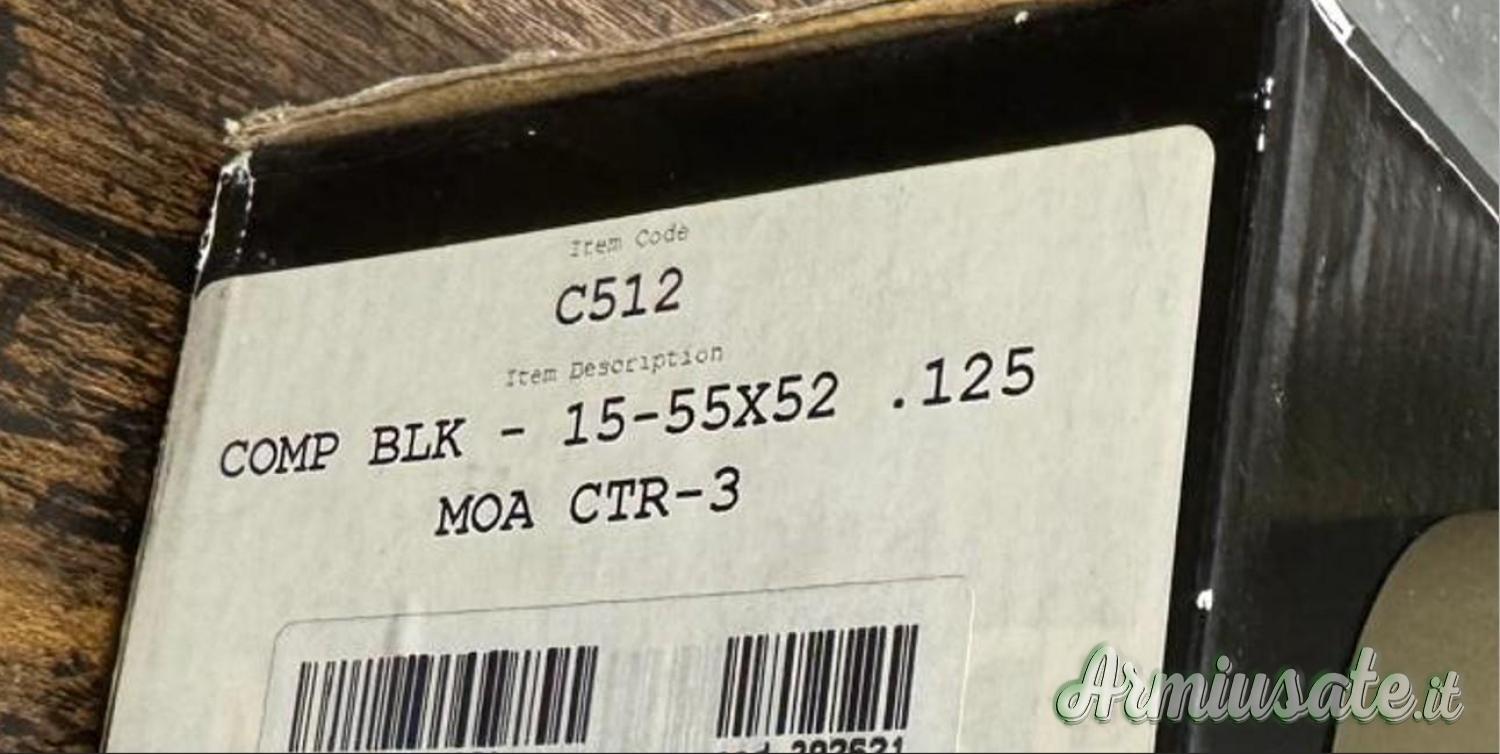 Item Code
C512
Item Description
COMP BLK - 15-55X52 .125
MOA CTR-3
Armiusate.it